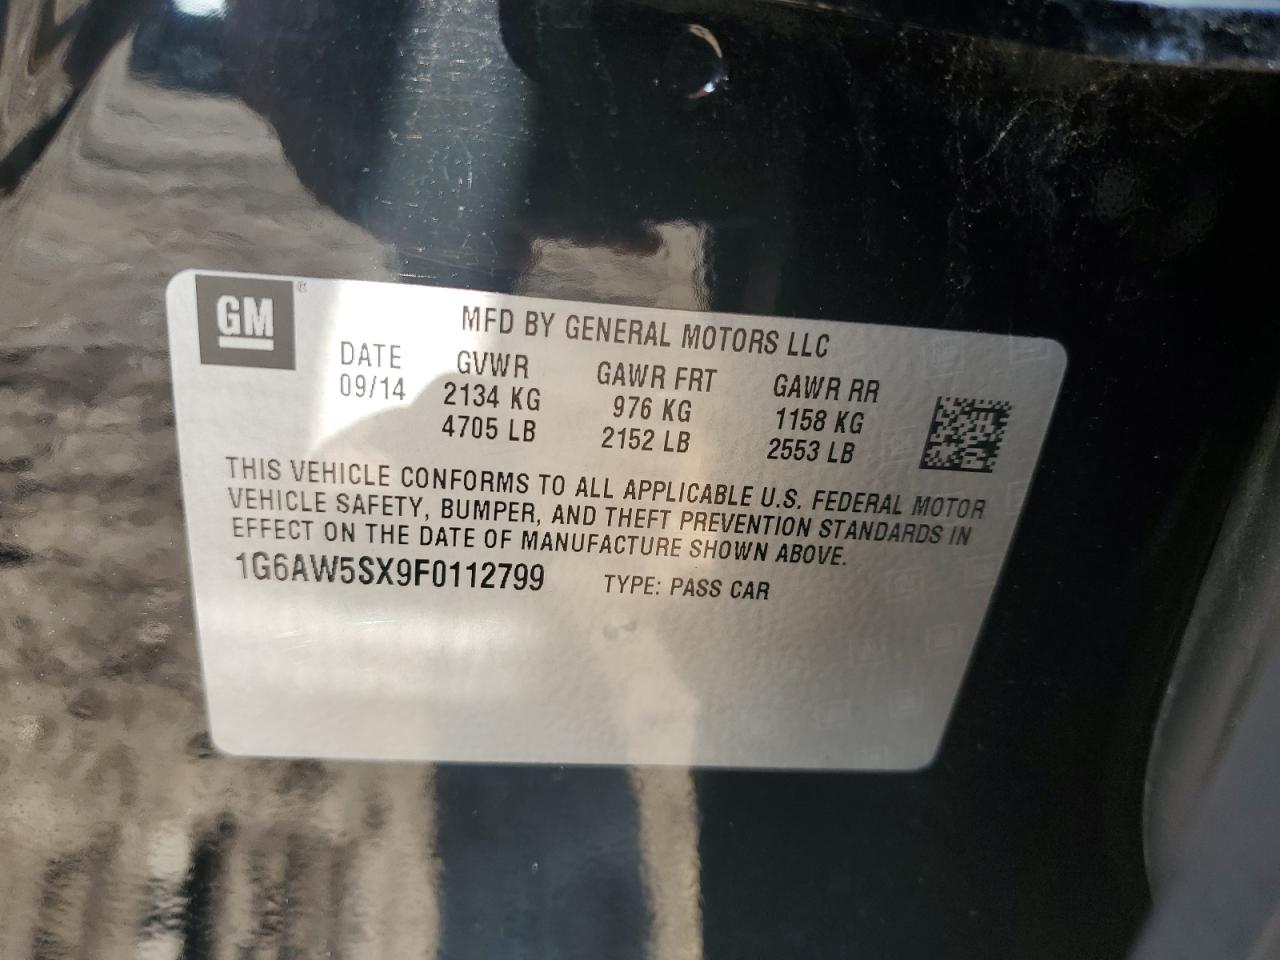 GM ®
MFD BY GENERAL MOTORS LLC
DATE GVWR GAWR FRT GAWR RR
09/14 2134 KG 976 KG 1158 KG
4705 LB 2152 LB 2553 LB
THIS VEHICLE CONFORMS TO ALL APPLICABLE U.S. FEDERAL MOTOR
VEHICLE SAFETY, BUMPER, AND THEFT PREVENTION STANDARDS IN
EFFECT ON THE DATE OF MANUFACTURE SHOWN ABOVE.
1G6AW5SX9F0112799 TYPE: PASS CAR